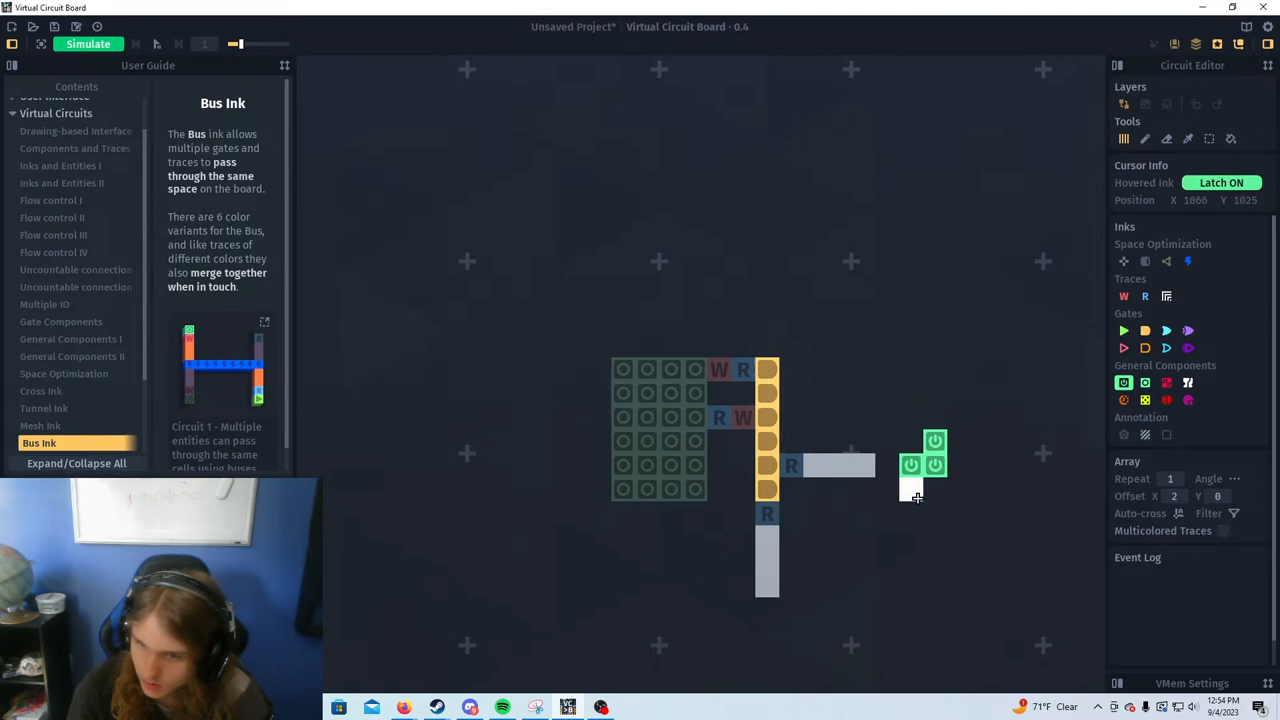 Virtual Circuit Board
Unsaved Project* | Virtual Circuit Board - 0.4
Simulate
1
User Guide
Contents
Virtual Circuits
Drawing-based Interface
Components and Traces
Inks and Entities I
Inks and Entities II
Flow control I
Flow control II
Flow control III
Flow control IV
Uncountable connection
Uncountable connection
Multiple IO
Gate Components
General Components I
General Components II
Space Optimization
Cross Ink
Tunnel Ink
Mesh Ink
Bus Ink
Expand/Collapse All
Bus Ink
The Bus ink allows
multiple gates and
traces to pass
through the same
space on the board.
There are 6 color
variants for the Bus,
and like traces of
different colors they
also merge together
when in touch.
Circuit 1 - Multiple
entities can pass
through the same
cells using buses
W R
R W
R
R
Circuit Editor
Layers
Tools
Cursor Info
Hovered Ink Latch ON
Position X 1066 Y 1025
Inks
Space Optimization
Traces
W R
Gates
General Components
Annotation
Array
Repeat 1 Angle
Offset X 2 Y 0
Auto-cross Filter
Multicolored Traces
Event Log
VMem Settings
71°F Clear
12:54 PM
9/4/2023